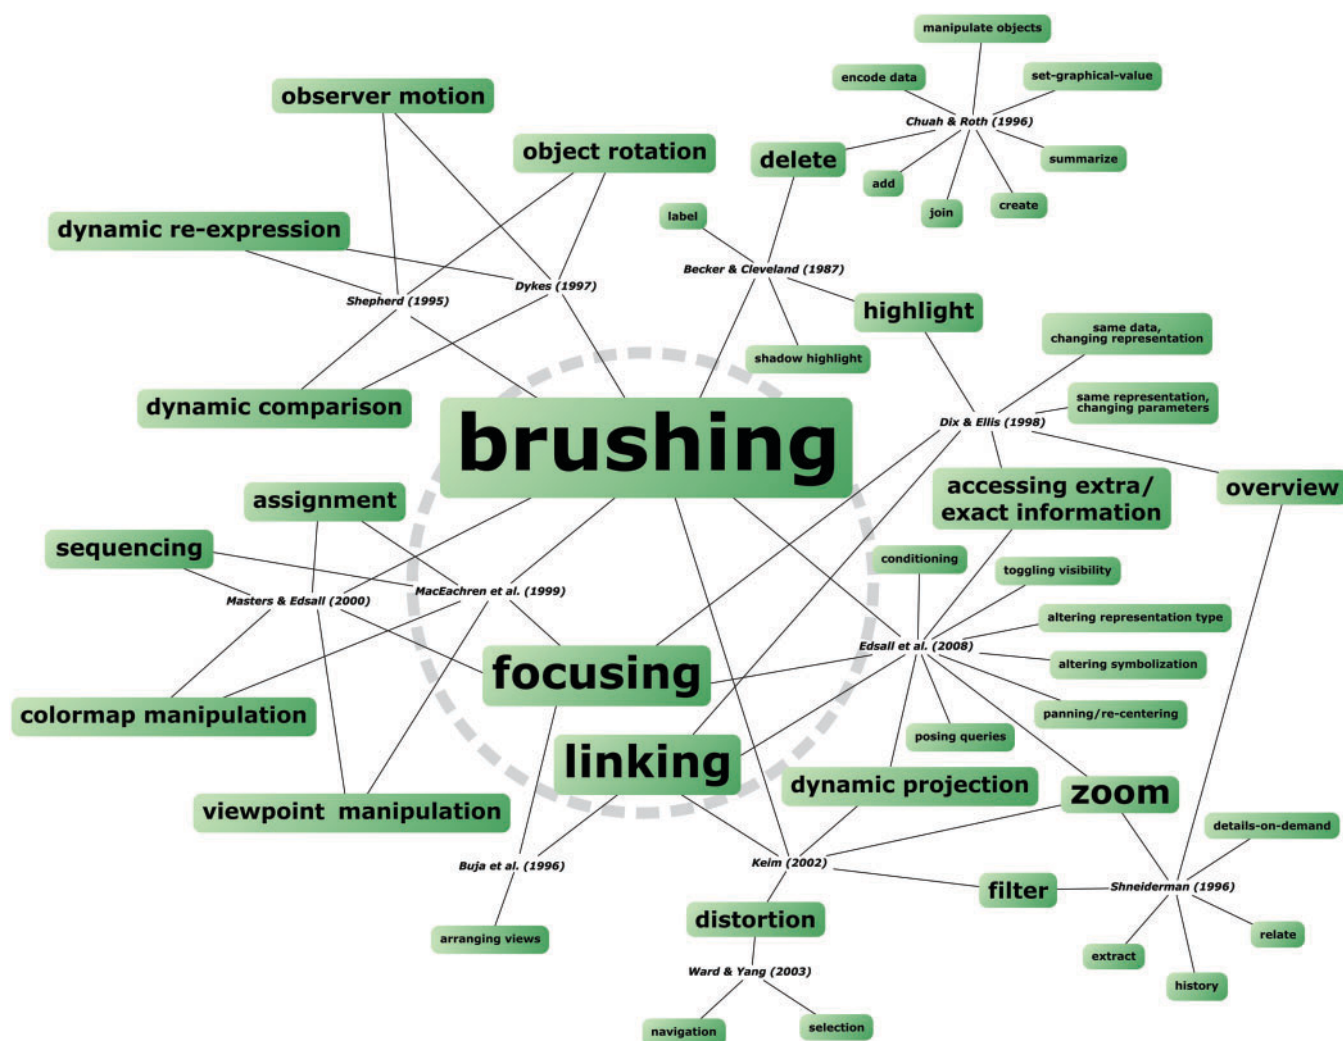 manipulate objects
encode data
set-graphical-value
observer motion
Chuah & Roth (1996)
object rotation
delete
summarize
add
join
create
label
dynamic re-expression
Becker & Cleveland (1987)
Shepherd (1995)
Dykes (1997)
highlight
same data,
changing representation
shadow highlight
same representation,
changing parameters
dynamic comparison
Dix & Ellis (1998)
brushing
overview
accessing extra/
exact information
assignment
sequencing
conditioning
toggling visibility
Masters & Edsall (2000)
MacEachren et al. (1999)
altering representation type
Edsall et al. (2008)
altering symbolization
focusing
colormap manipulation
panning/re-centering
posing queries
linking
dynamic projection
zoom
viewpoint manipulation
details-on-demand
Buja et al. (1996)
Keim (2002)
filter
Shneiderman (1996)
distortion
arranging views
relate
extract
Ward & Yang (2003)
history
navigation
selection